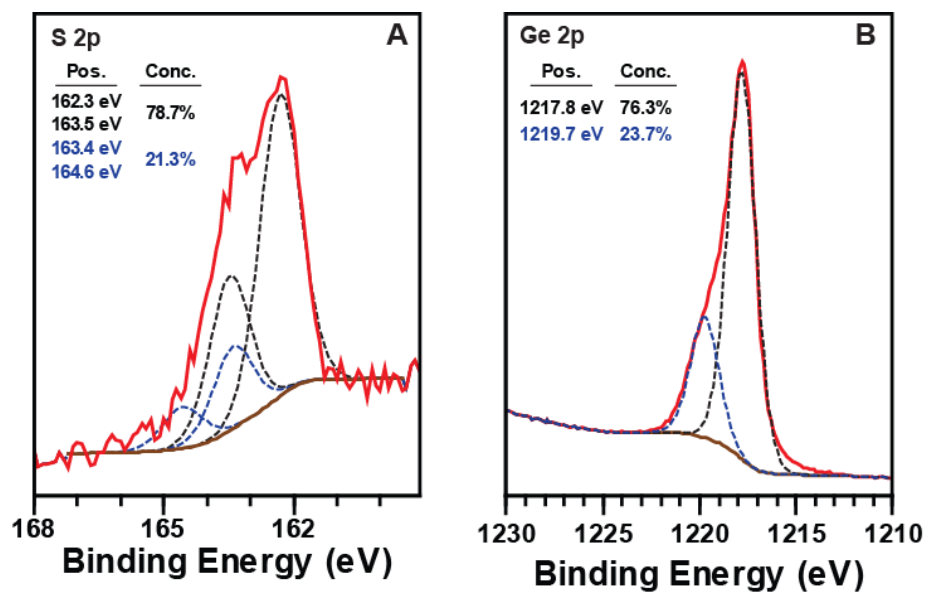 S 2p A
Pos. Conc.
162.3 eV
163.5 eV
78.7%
163.4 eV
164.6 eV
21.3%
168 165 162
Binding Energy (eV)
Ge 2p B
Pos. Conc.
1217.8 eV 76.3%
1219.7 eV 23.7%
1230 1225 1220 1215 1210
Binding Energy (eV)